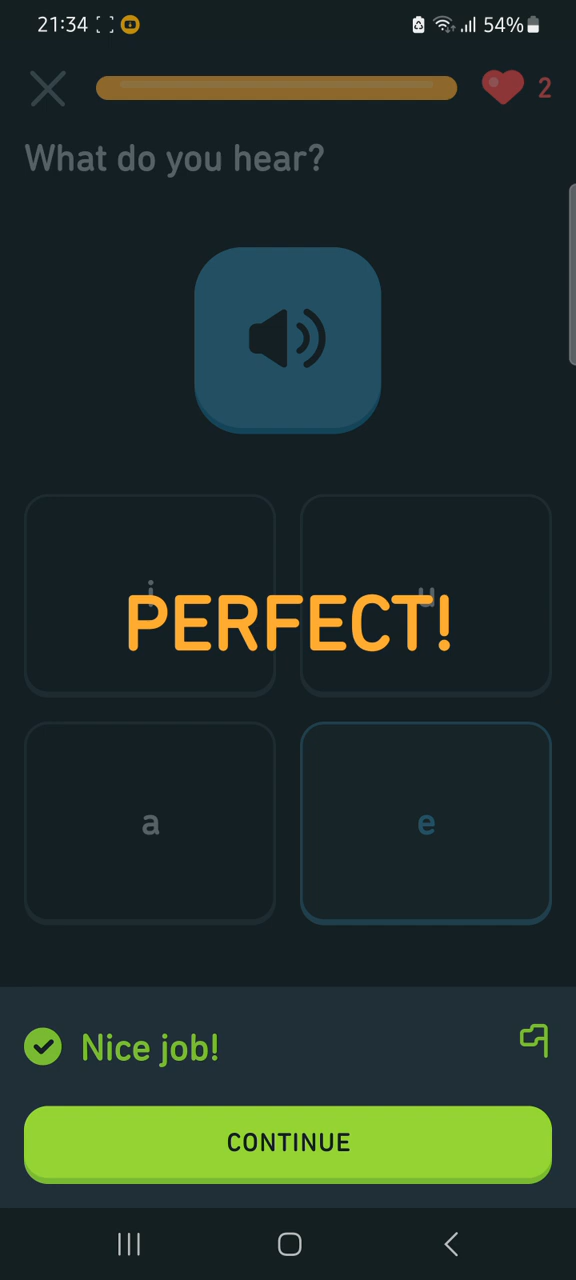 21:34
54%
2
What do you hear?
i
u
PERFECT!
a
e
Nice job!
CONTINUE